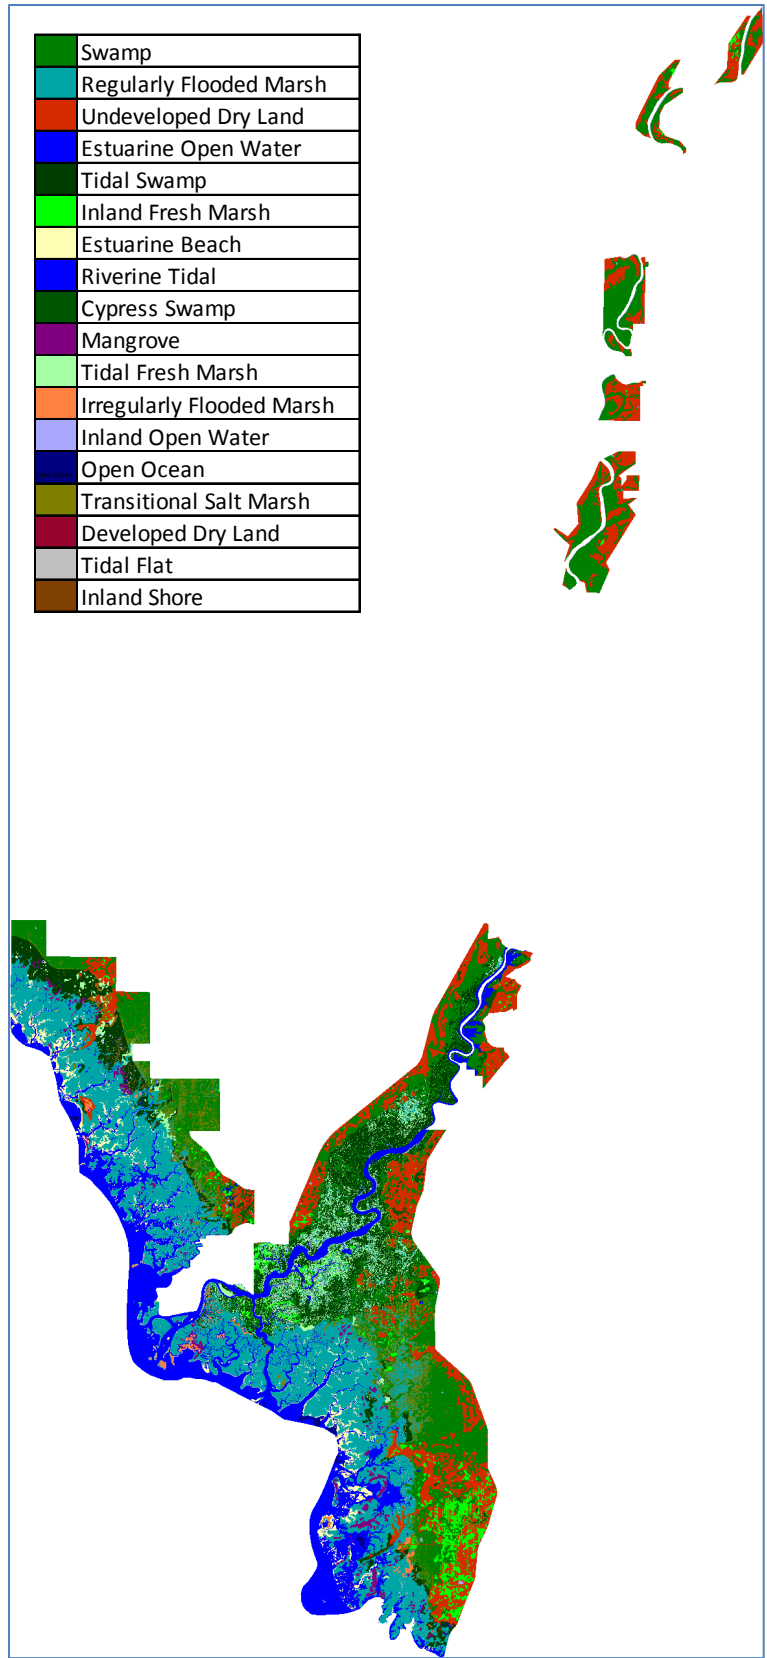 Swamp
Regularly Flooded Marsh
Undeveloped Dry Land
Estuarine Open Water
Tidal Swamp
Inland Fresh Marsh
Estuarine Beach
Riverine Tidal
Cypress Swamp
Mangrove
Tidal Fresh Marsh
Irregularly Flooded Marsh
Inland Open Water
Open Ocean
Transitional Salt Marsh
Developed Dry Land
Tidal Flat
Inland Shore